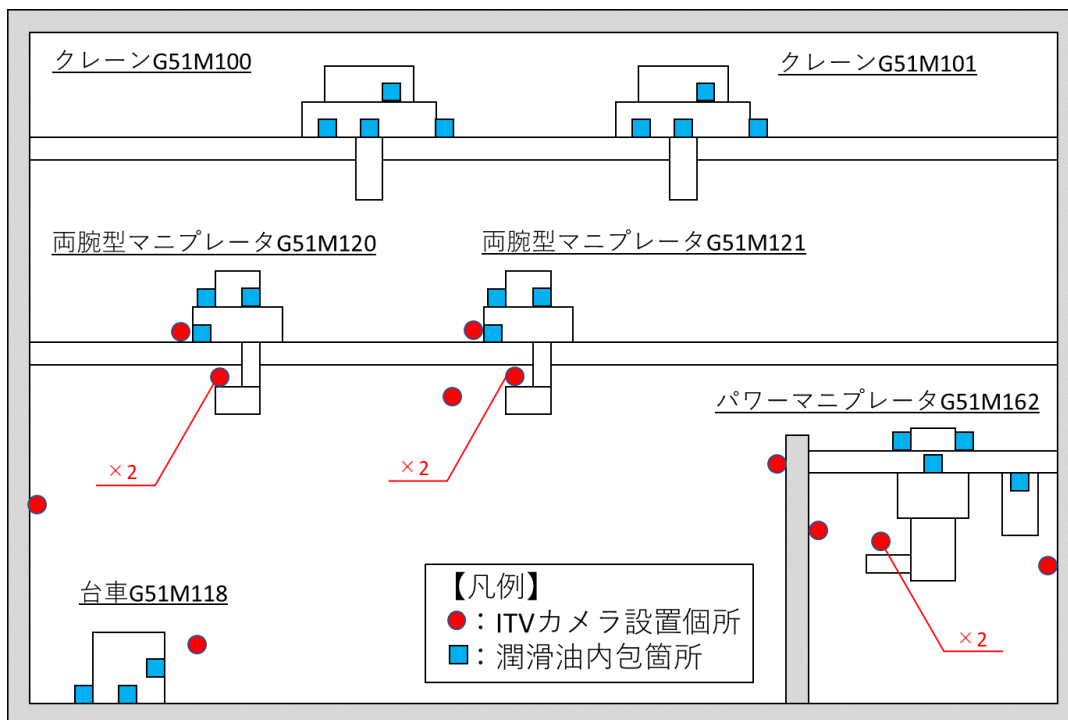 クレーンG51M100
クレーンG51M101
両腕型マニプレータG51M120
両腕型マニプレータG51M121
パワーマニプレータG51M162
×2
×2
台車G51M118
×2
【凡例】
：ITVカメラ設置個所
：潤滑油内包箇所